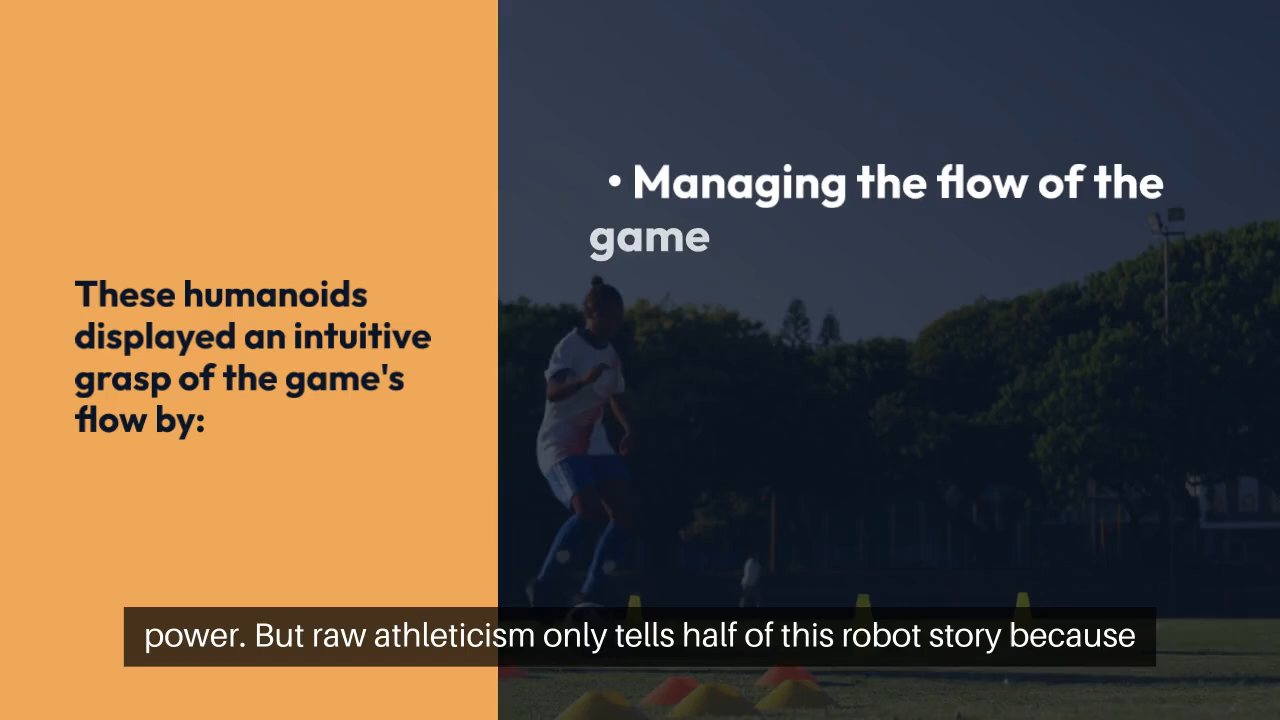 These humanoids
displayed an intuitive
grasp of the game's
flow by:
• Managing the flow of the
game
power. But raw athleticism only tells half of this robot story because